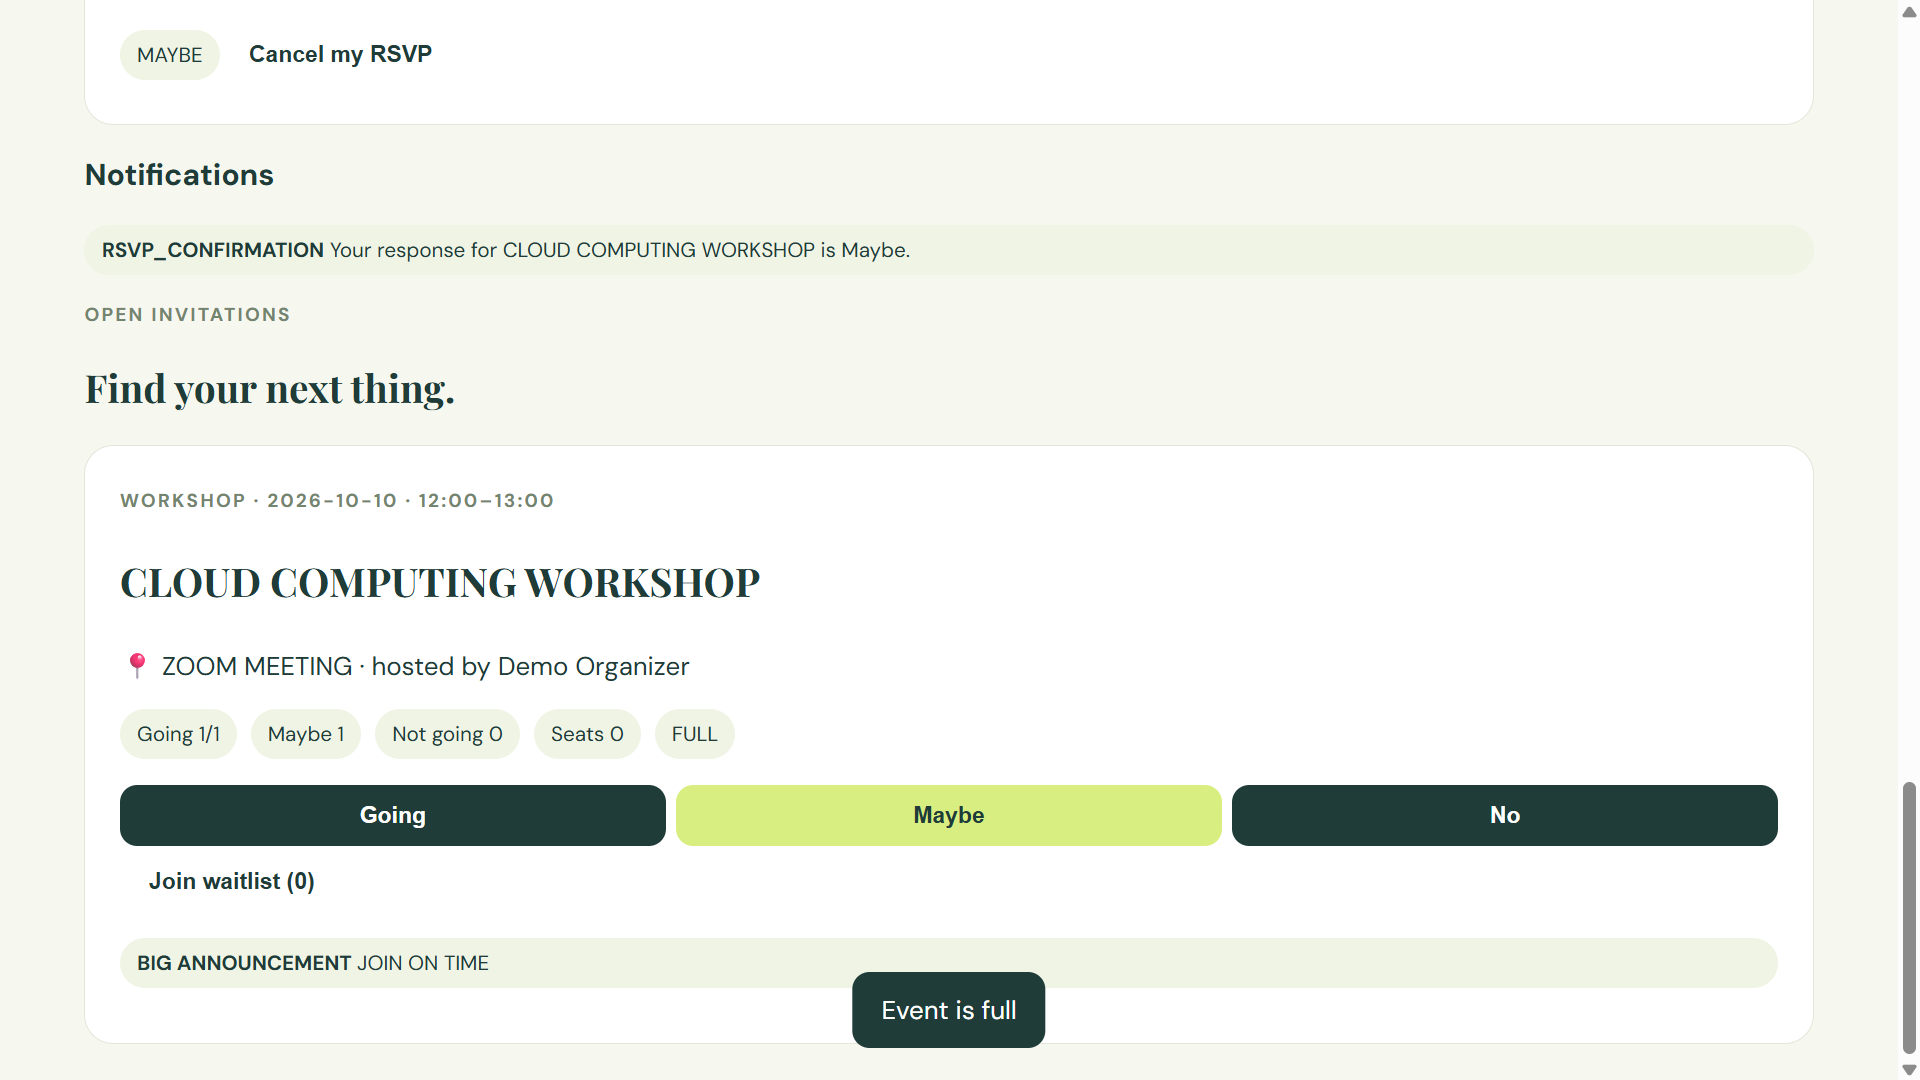 MAYBE Cancel my RSVP
Notifications
RSVP_CONFIRMATION Your response for CLOUD COMPUTING WORKSHOP is Maybe.
OPEN INVITATIONS
Find your next thing.
WORKSHOP · 2026-10-10 · 12:00–13:00
CLOUD COMPUTING WORKSHOP
📍 ZOOM MEETING · hosted by Demo Organizer
Going 1/1 Maybe 1 Not going 0 Seats 0 FULL
Going Maybe No
Join waitlist (0)
BIG ANNOUNCEMENT JOIN ON TIME
Event is full